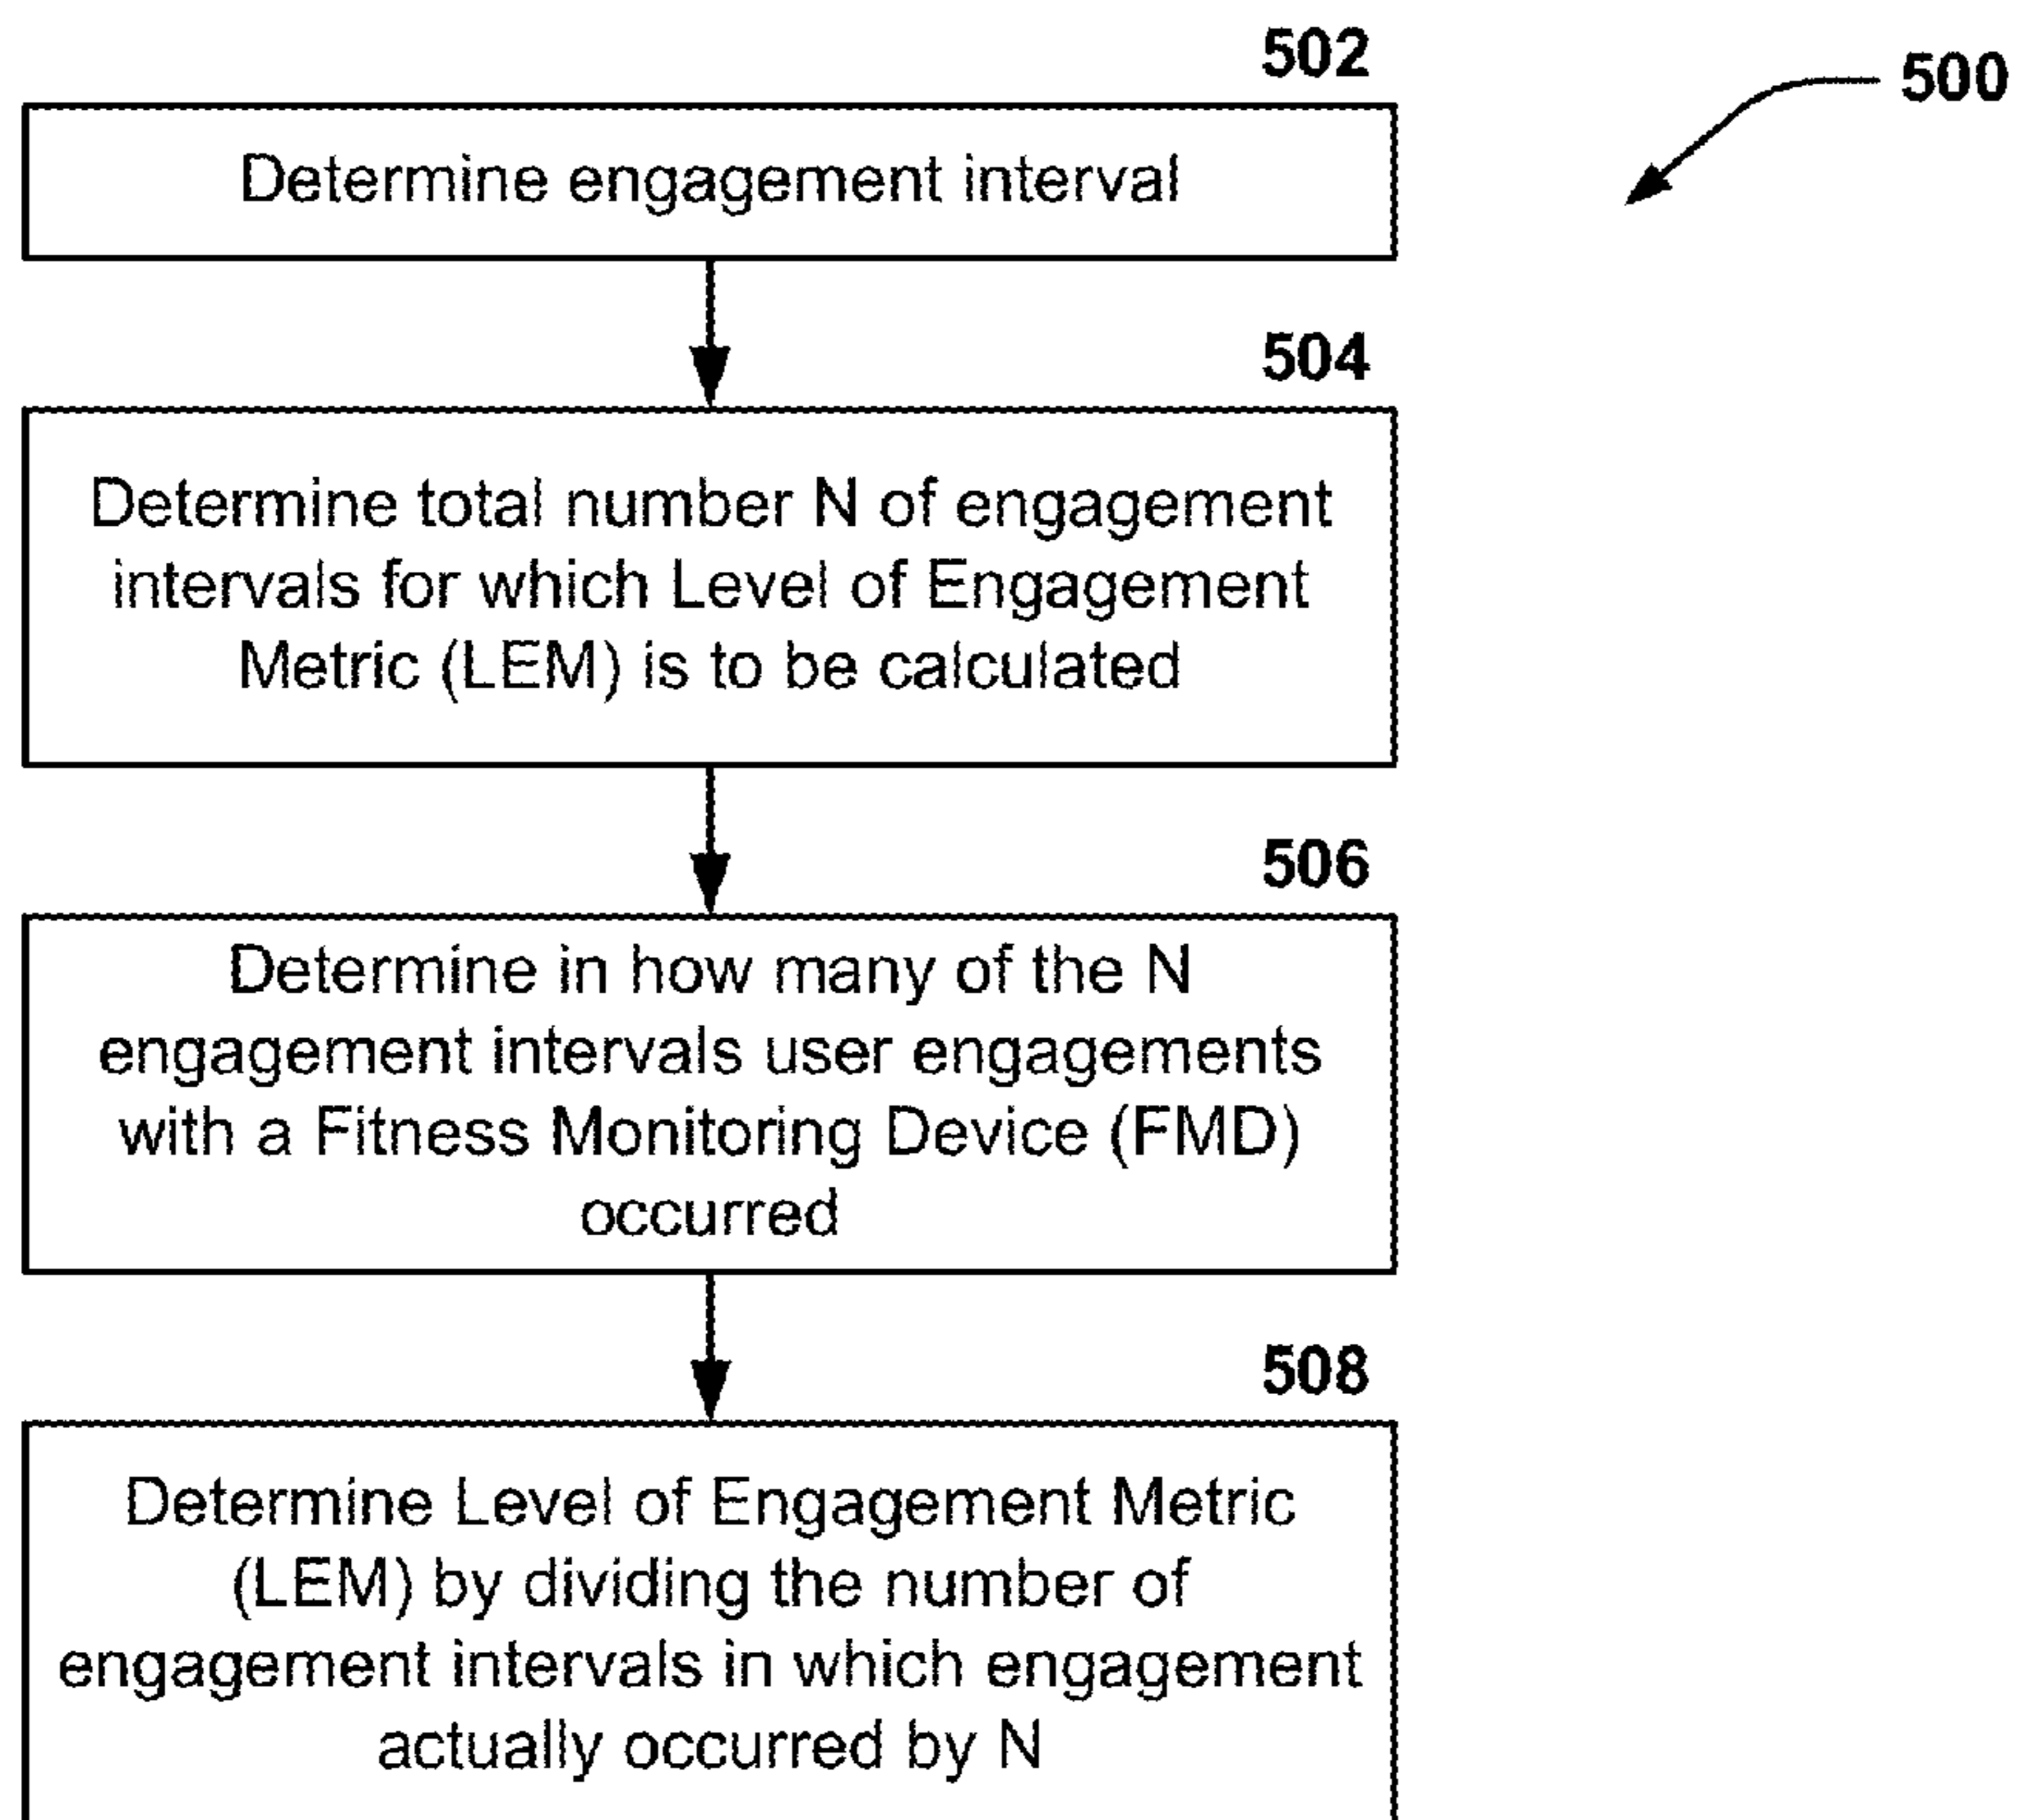 502
500
Determine engagement interval
504
Determine total number N of engagement
intervals for which Level of Engagement
Metric (LEM) is to be calculated
506
Determine in how many of the N
engagement intervals user engagements
with a Fitness Monitoring Device (FMD)
occurred
508
Determine Level of Engagement Metric
(LEM) by dividing the number of
engagement intervals in which engagement
actually occurred by N